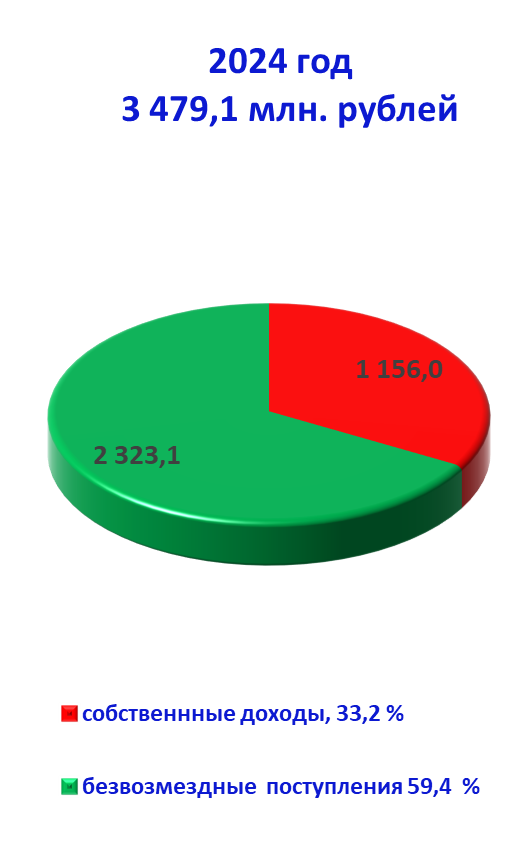 2024 год
3 479,1 млн. рублей
1 156,0
2 323,1
собственнные доходы, 33,2 %
безвозмездные поступления 59,4 %